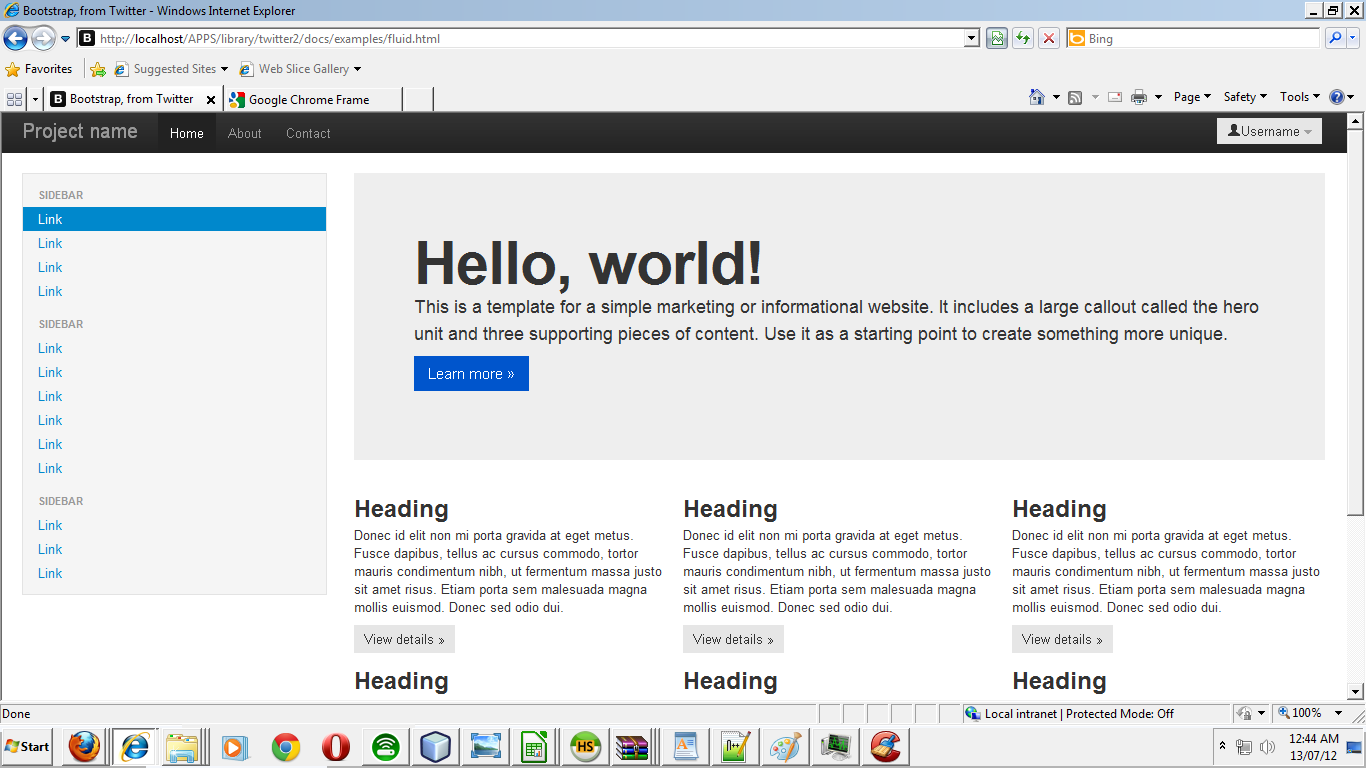 Bootstrap, from Twitter - Windows Internet Explorer
http://localhost/APPS/library/twitter2/docs/examples/fluid.html
Bing
Favorites
Suggested Sites
Web Slice Gallery
Bootstrap, from Twitter
Google Chrome Frame
Page
Safety
Tools
Project name
Home
About
Contact
Username
SIDEBAR
Link
Link
Link
Link
SIDEBAR
Link
Link
Link
Link
Link
Link
SIDEBAR
Link
Link
Link
Hello, world!
This is a template for a simple marketing or informational website. It includes a large callout called the hero
unit and three supporting pieces of content. Use it as a starting point to create something more unique.
Learn more »
Heading
Donec id elit non mi porta gravida at eget metus.
Fusce dapibus, tellus ac cursus commodo, tortor
mauris condimentum nibh, ut fermentum massa justo
sit amet risus. Etiam porta sem malesuada magna
mollis euismod. Donec sed odio dui.
View details »
Heading
Donec id elit non mi porta gravida at eget metus.
Fusce dapibus, tellus ac cursus commodo, tortor
mauris condimentum nibh, ut fermentum massa justo
sit amet risus. Etiam porta sem malesuada magna
mollis euismod. Donec sed odio dui.
View details »
Heading
Donec id elit non mi porta gravida at eget metus.
Fusce dapibus, tellus ac cursus commodo, tortor
mauris condimentum nibh, ut fermentum massa justo
sit amet risus. Etiam porta sem malesuada magna
mollis euismod. Donec sed odio dui.
View details »
Heading
Heading
Heading
Done
Local intranet | Protected Mode: Off
100%
Start
HS
12:44 AM
13/07/12